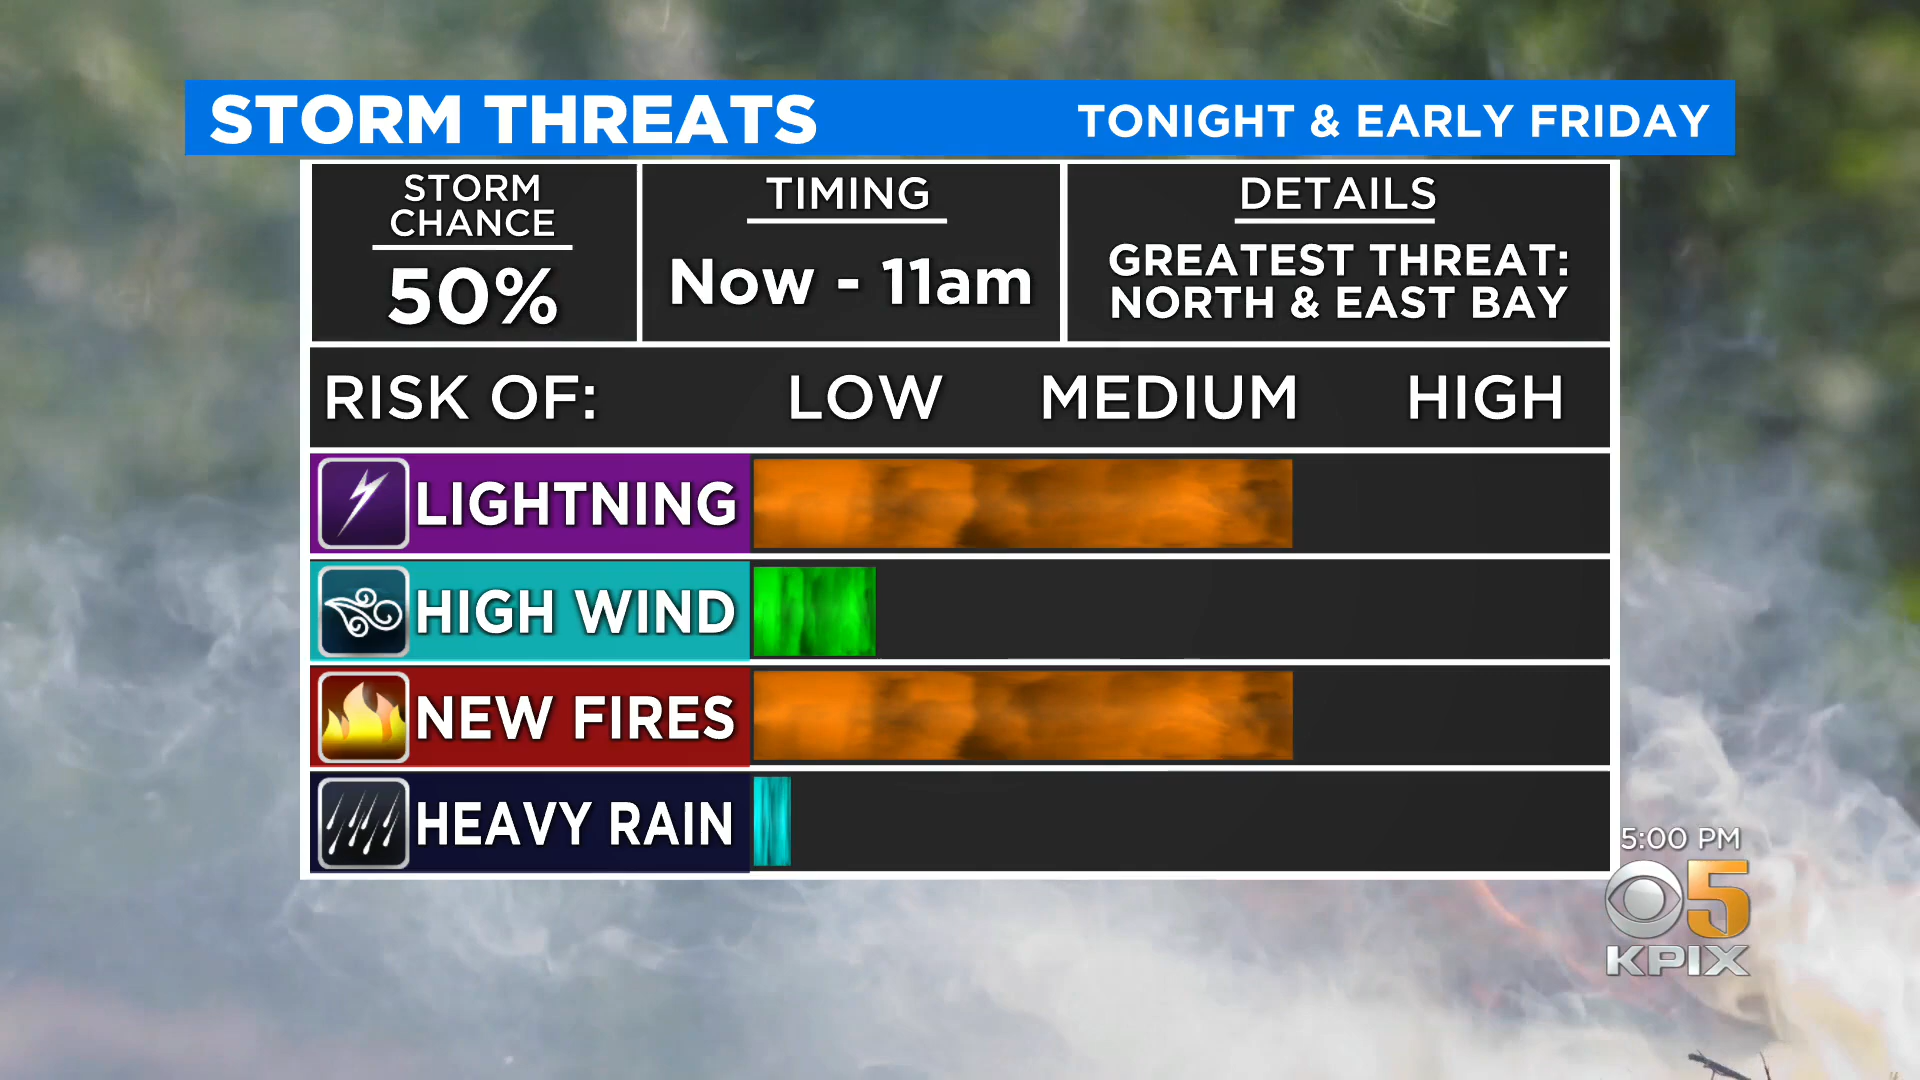 STORM THREATS
TONIGHT & EARLY FRIDAY
STORM
CHANCE
50%
TIMING
Now - 11am
DETAILS
GREATEST THREAT:
NORTH & EAST BAY
RISK OF:
LOW
MEDIUM
HIGH
LIGHTNING
HIGH WIND
NEW FIRES
HEAVY RAIN
5:00 PM
5
KPIX